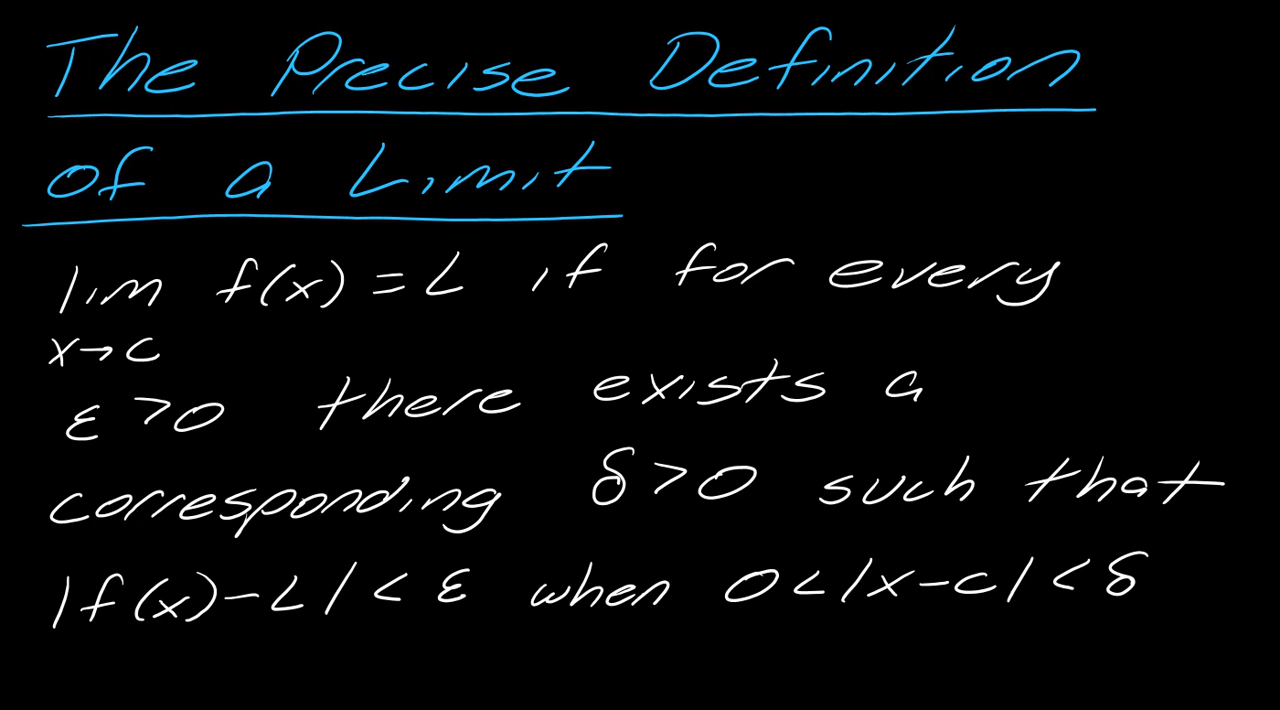 The Precise Definition
of a Limit
lim f(x) = L if for every
x→c
ε > 0 there exists a
corresponding δ > 0 such that
|f(x) - L| < ε when 0 < |x - c| < δ